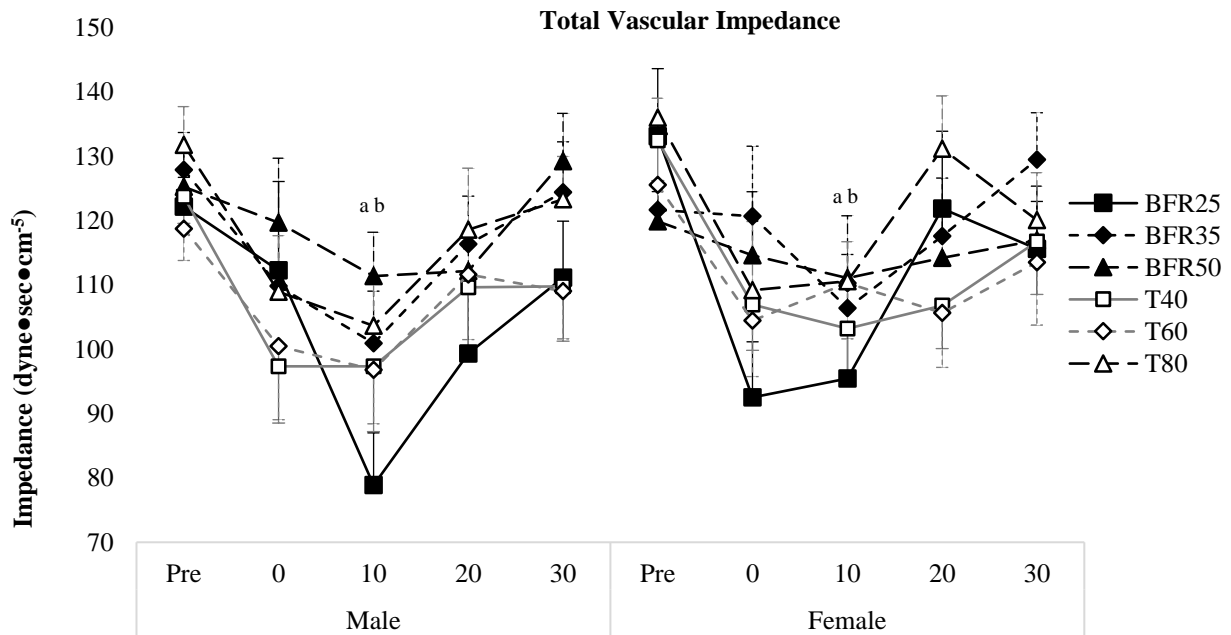 Total Vascular Impedance
Impedance (dyne●sec●cm-5)
150
140
130
120
110
100
90
80
70
a b
a b
Pre 0 10 20 30 Pre 0 10 20 30
Male Female
BFR25
BFR35
BFR50
T40
T60
T80